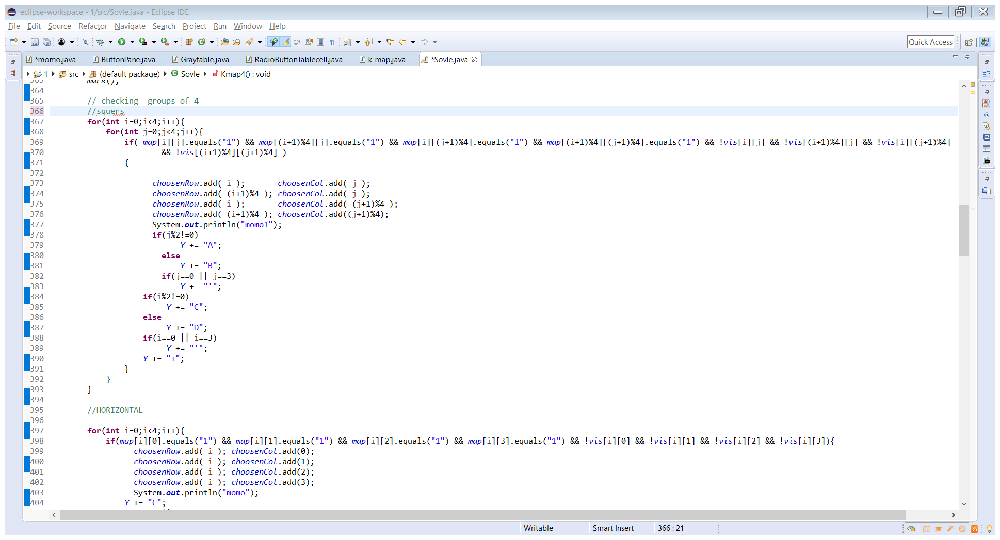 eclipse-workspace - 1/src/Sovle.java - Eclipse IDE
File Edit Source Refactor Navigate Search Project Run Window Help
Quick Access
*momo.java ButtonPane.java Graytable.java RadioButtonTablecell.java k_map.java *Sovle.java
1 src (default package) Sovle Kmap4() : void
363 mark();
364
365 // checking  groups of 4
366 //squers
367 for(int i=0;i<4;i++){
368 for(int j=0;j<4;j++){
369 if( map[i][j].equals("1") && map[(i+1)%4][j].equals("1") && map[i][(j+1)%4].equals("1") && map[(i+1)%4][(j+1)%4].equals("1") && !vis[i][j] && !vis[(i+1)%4][j] && !vis[i][(j+1)%4]
370 && !vis[(i+1)%4][(j+1)%4] )
371 {
372
373 choosenRow.add( i ); choosenCol.add( j );
374 choosenRow.add( (i+1)%4 ); choosenCol.add( j );
375 choosenRow.add( i ); choosenCol.add( (j+1)%4 );
376 choosenRow.add( (i+1)%4 ); choosenCol.add((j+1)%4);
377 System.out.println("momo1");
378 if(j%2!=0)
379 Y += "A";
380 else
381 Y += "B";
382 if(j==0 || j==3)
383 Y += "'";
384 if(i%2!=0)
385 Y += "C";
386 else
387 Y += "D";
388 if(i==0 || i==3)
389 Y += "'";
390 Y += "+";
391 }
392 }
393 }
394
395 //HORIZONTAL
396
397 for(int i=0;i<4;i++){
398 if(map[i][0].equals("1") && map[i][1].equals("1") && map[i][2].equals("1") && map[i][3].equals("1") && !vis[i][0] && !vis[i][1] && !vis[i][2] && !vis[i][3]){
399 choosenRow.add( i ); choosenCol.add(0);
400 choosenRow.add( i ); choosenCol.add(1);
401 choosenRow.add( i ); choosenCol.add(2);
402 choosenRow.add( i ); choosenCol.add(3);
403 System.out.println("momo");
404 Y += "C";
Writable Smart Insert 366 : 21